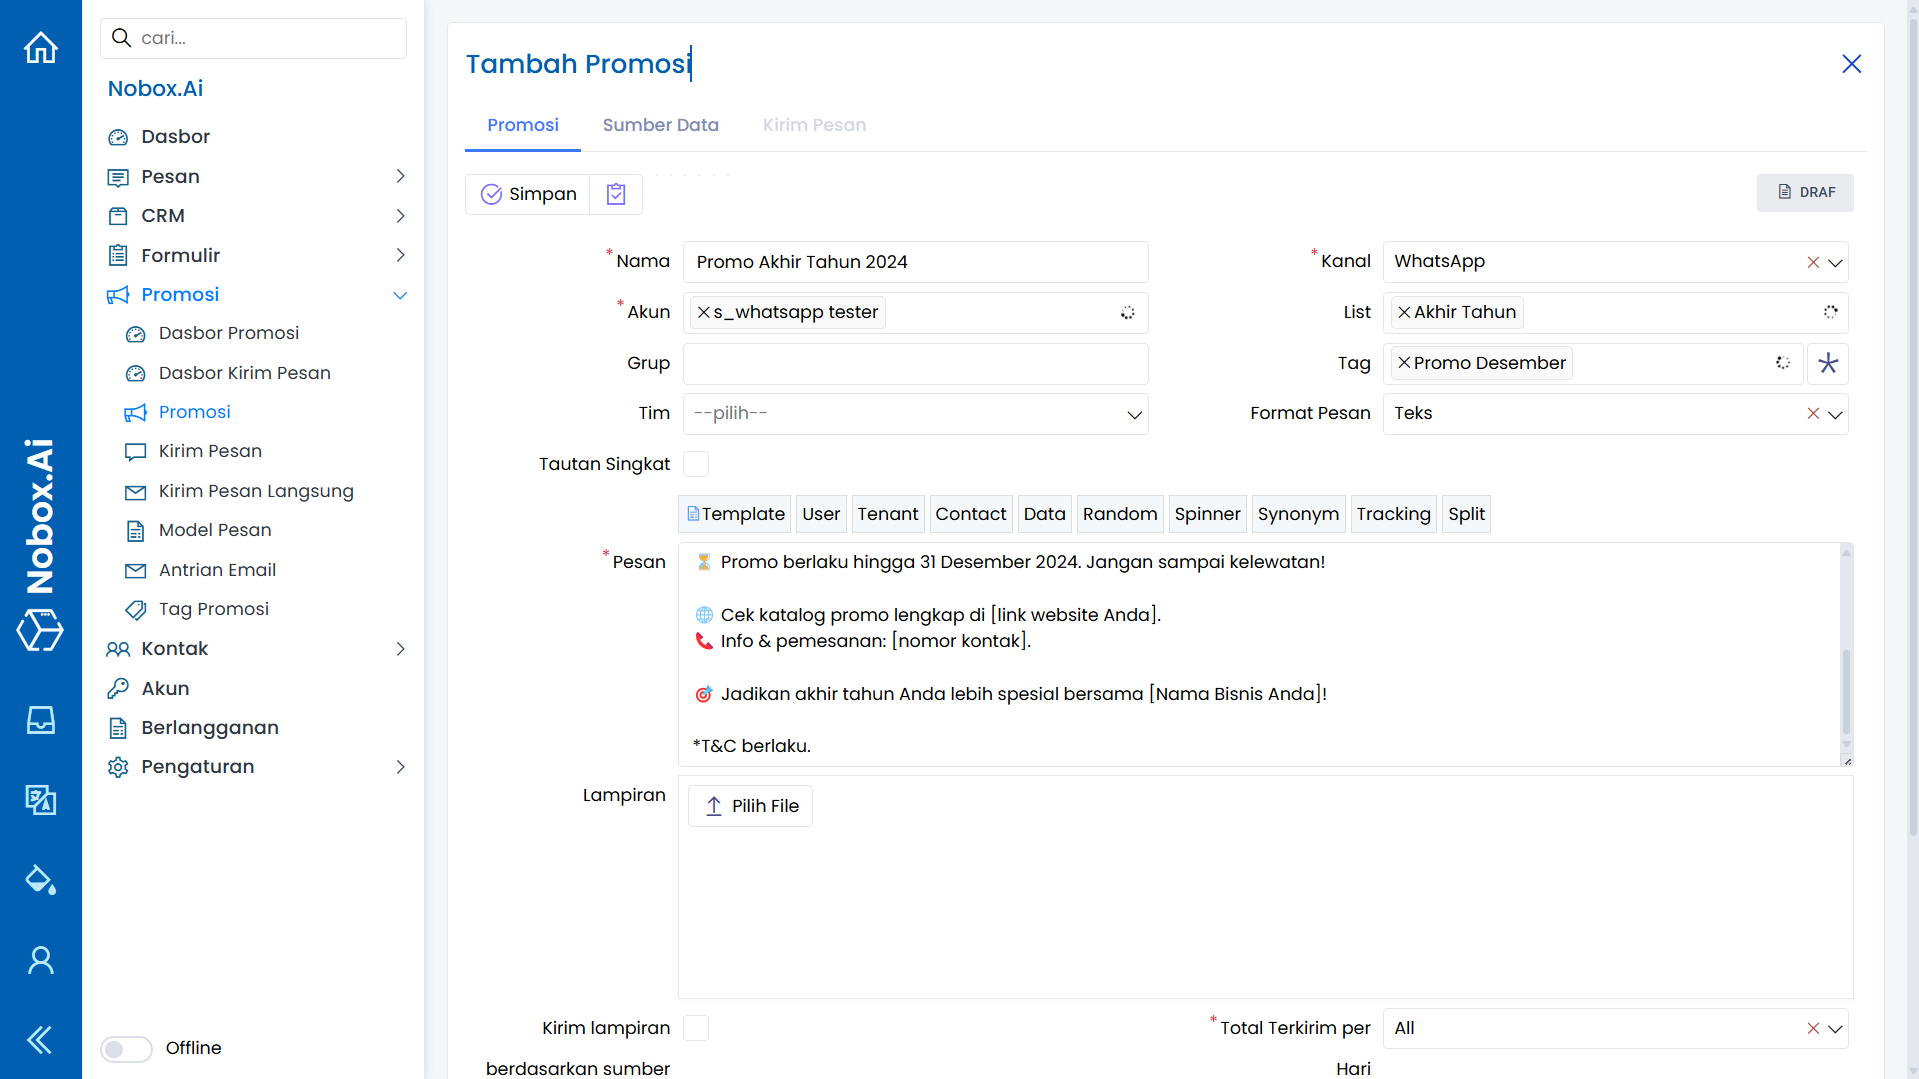 cari...
Nobox.Ai
Dasbor
Pesan
CRM
Formulir
Promosi
Dasbor Promosi
Dasbor Kirim Pesan
Promosi
Kirim Pesan
Kirim Pesan Langsung
Model Pesan
Antrian Email
Tag Promosi
Kontak
Akun
Berlangganan
Pengaturan
Offline
Nobox.Ai
Tambah Promosi
Promosi Sumber Data Kirim Pesan
Simpan
DRAF
*Nama Promo Akhir Tahun 2024
*Kanal WhatsApp
*Akun s_whatsapp tester
List Akhir Tahun
Grup
Tag Promo Desember
Tim --pilih--
Format Pesan Teks
Tautan Singkat
Template User Tenant Contact Data Random Spinner Synonym Tracking Split
*Pesan
⏳ Promo berlaku hingga 31 Desember 2024. Jangan sampai kelewatan!
🌐 Cek katalog promo lengkap di [link website Anda].
📞 Info & pemesanan: [nomor kontak].
🎯 Jadikan akhir tahun Anda lebih spesial bersama [Nama Bisnis Anda]!
*T&C berlaku.
Lampiran
Pilih File
Kirim lampiran
berdasarkan sumber
*Total Terkirim per
Hari
All